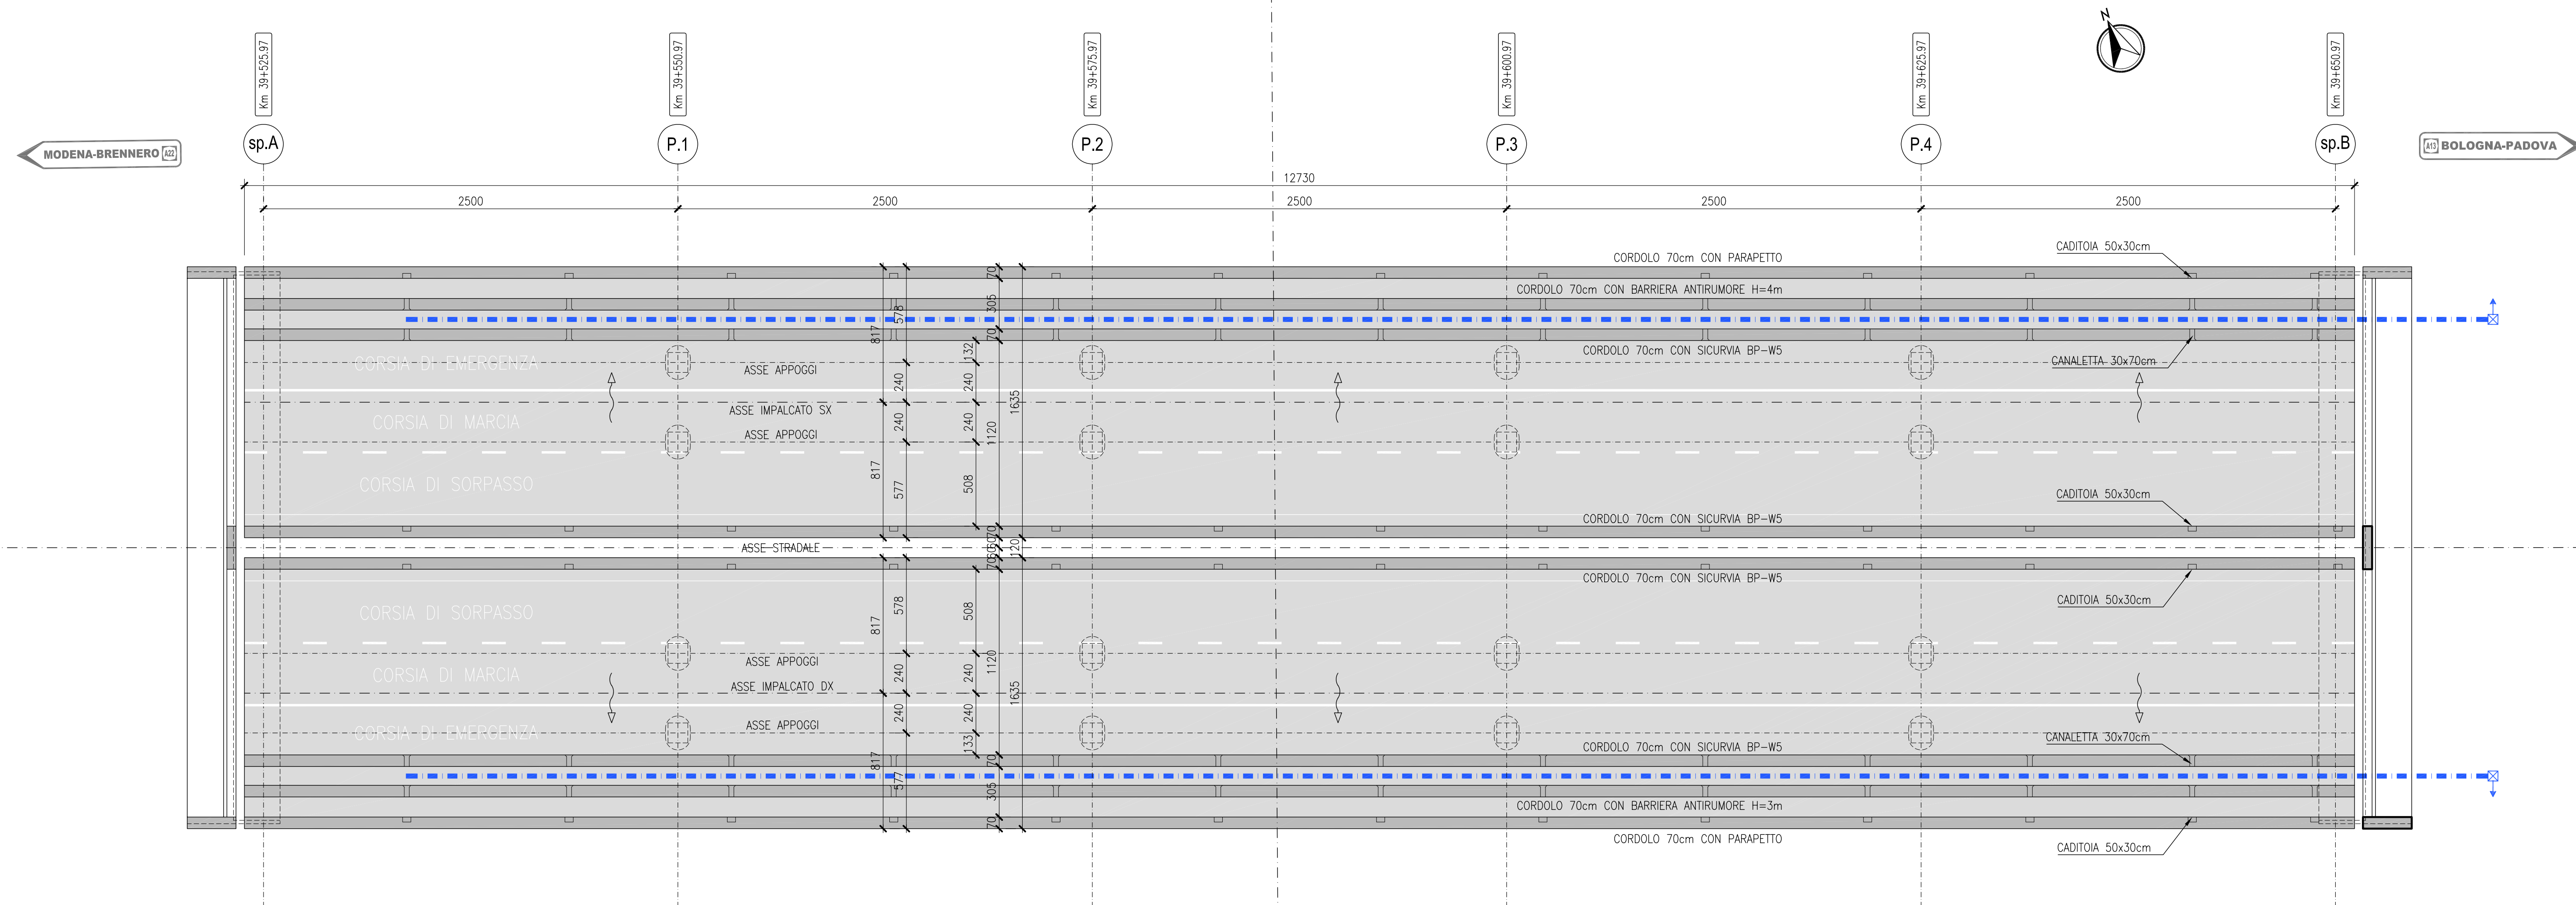 N
Km 39+525.97
Km 39+550.97
Km 39+575.97
Km 39+600.97
Km 39+625.97
Km 39+650.97
MODENA-BRENNERO A22
sp.A
P.1
P.2
P.3
P.4
sp.B
A13 BOLOGNA-PADOVA
12730
2500
2500
2500
2500
2500
CORDOLO 70cm CON PARAPETTO
CADITOIA 50x30cm
CORDOLO 70cm CON BARRIERA ANTIRUMORE H=4m
CORDOLO 70cm CON SICURVIA BP-W5
CANALETTA 30x70cm
CORSIA DI EMERGENZA
ASSE APPOGGI
ASSE IMPALCATO SX
CORSIA DI MARCIA
ASSE APPOGGI
CORSIA DI SORPASSO
70
305
578
817
70
132
240
240
1635
240
240
1120
817
577
508
CADITOIA 50x30cm
CORDOLO 70cm CON SICURVIA BP-W5
ASSE STRADALE
70
60
60
70
120
CORDOLO 70cm CON SICURVIA BP-W5
CADITOIA 50x30cm
CORSIA DI SORPASSO
578
508
817
1120
ASSE APPOGGI
CORSIA DI MARCIA
ASSE IMPALCATO DX
240
240
1635
240
240
ASSE APPOGGI
CORSIA DI EMERGENZA
133
817
70
577
305
70
CANALETTA 30x70cm
CORDOLO 70cm CON SICURVIA BP-W5
CORDOLO 70cm CON BARRIERA ANTIRUMORE H=3m
CORDOLO 70cm CON PARAPETTO
CADITOIA 50x30cm